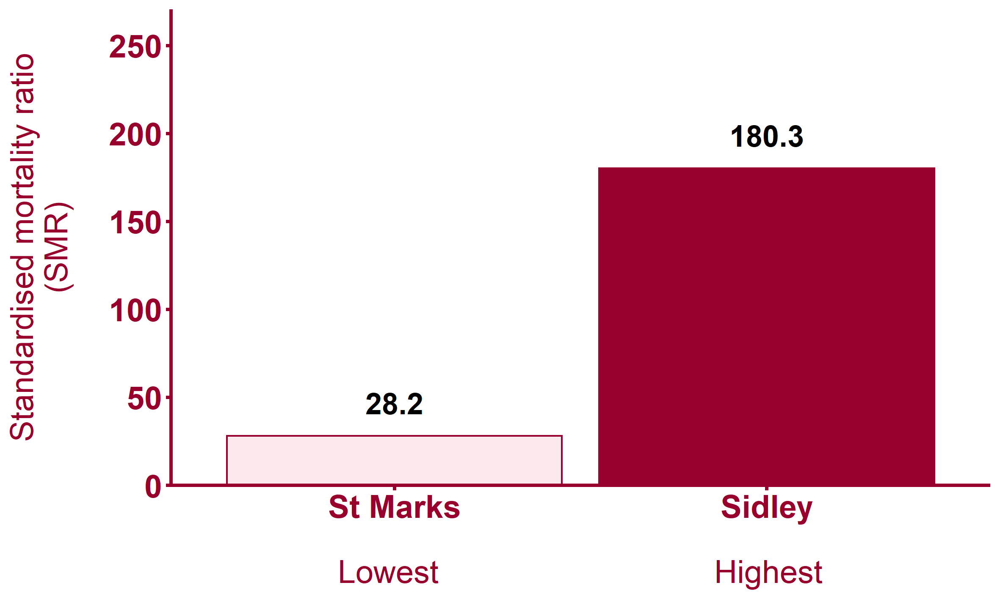 Standardised mortality ratio
(SMR)
250
200
150
100
50
0
28.2
180.3
St Marks
Sidley
Lowest
Highest